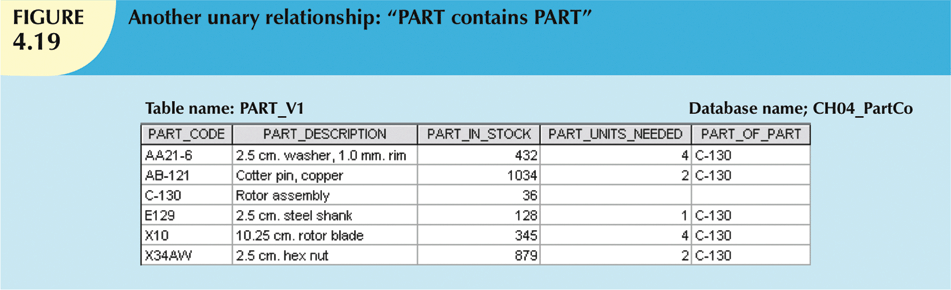 FIGURE 4.19
Another unary relationship: “PART contains PART”
Table name: PART_V1 Database name; CH04_PartCo
PART_CODE PART_DESCRIPTION PART_IN_STOCK PART_UNITS_NEEDED PART_OF_PART
AA21-6 2.5 cm. washer, 1.0 mm. rim 432 4 C-130
AB-121 Cotter pin, copper 1034 2 C-130
C-130 Rotor assembly 36
E129 2.5 cm. steel shank 128 1 C-130
X10 10.25 cm. rotor blade 345 4 C-130
X34AW 2.5 cm. hex nut 879 2 C-130